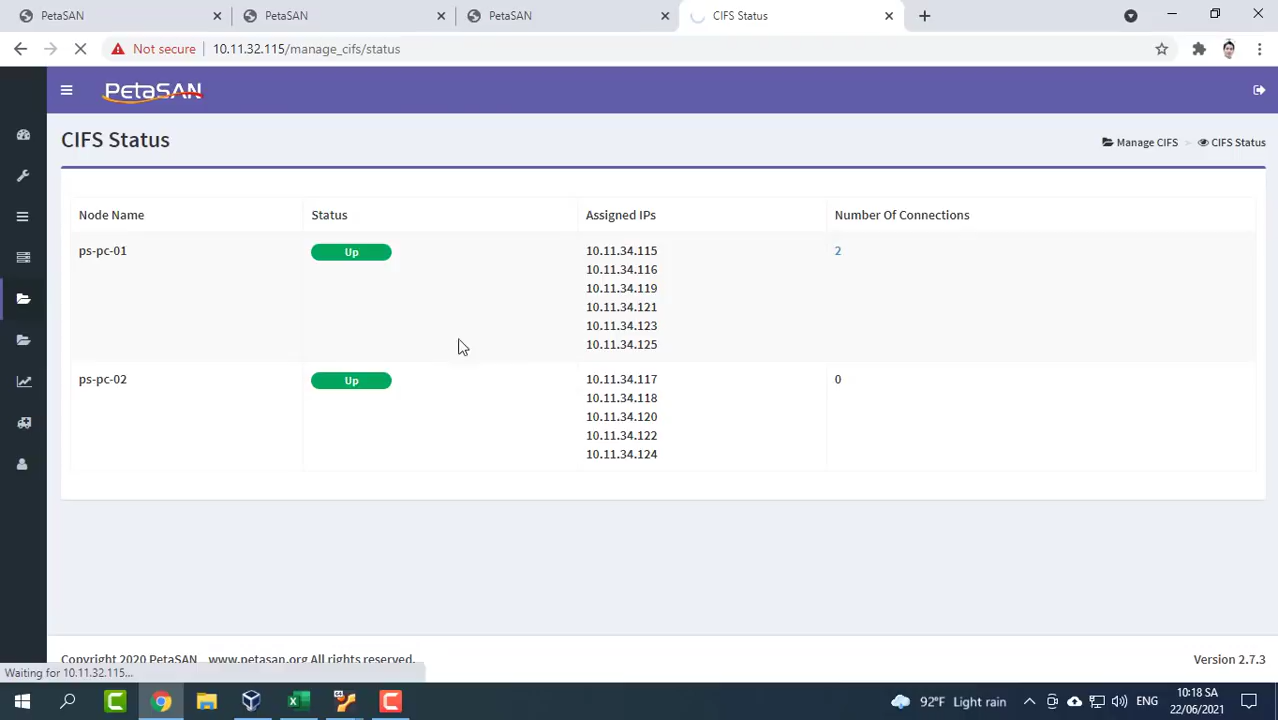 PetaSAN
PetaSAN
PetaSAN
CIFS Status
Not secure
10.11.32.115/manage_cifs/status
PetaSAN
CIFS Status
Manage CIFS > CIFS Status
Node Name Status Assigned IPs Number Of Connections
ps-pc-01 Up 10.11.34.115 2
10.11.34.116
10.11.34.119
10.11.34.121
10.11.34.123
10.11.34.125
ps-pc-02 Up 10.11.34.117 0
10.11.34.118
10.11.34.120
10.11.34.122
10.11.34.124
Copyright 2020 PetaSAN www.petasan.org All rights reserved.
Version 2.7.3
Waiting for 10.11.32.115...
92°F Light rain
ENG
10:18 SA
22/06/2021